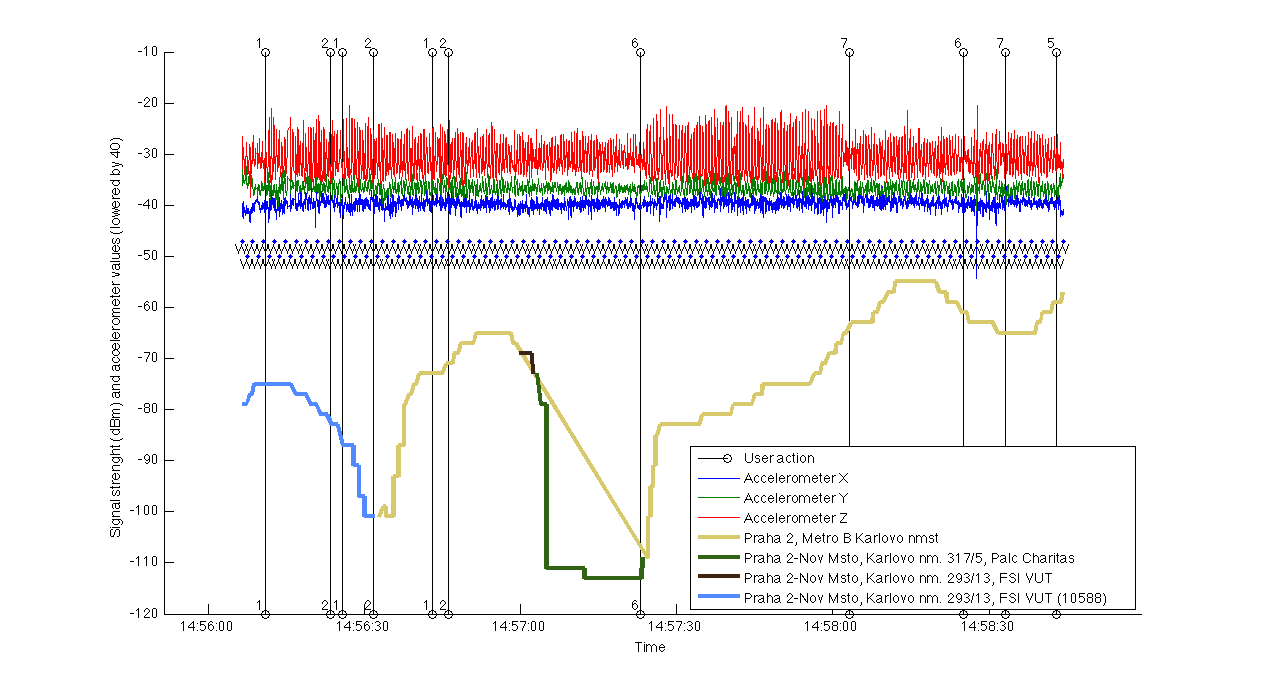 1 2 1 2 1 2 6 7 6 7 5
-10
-20
-30
-40
-50
-60
-70
-80
-90
-100
-110
-120
Signal strenght (dBm) and accelerometer values (lowered by 40)
User action
Accelerometer X
Accelerometer Y
Accelerometer Z
Praha 2, Metro B Karlovo nmst
Praha 2-Nov Msto, Karlovo nm. 317/5, Palc Charitas
Praha 2-Nov Msto, Karlovo nm. 293/13, FSI VUT
Praha 2-Nov Msto, Karlovo nm. 293/13, FSI VUT (10588)
1 2 1 2 1 2 6
14:56:00 14:56:30 14:57:00 14:57:30 14:58:00 14:58:30
Time